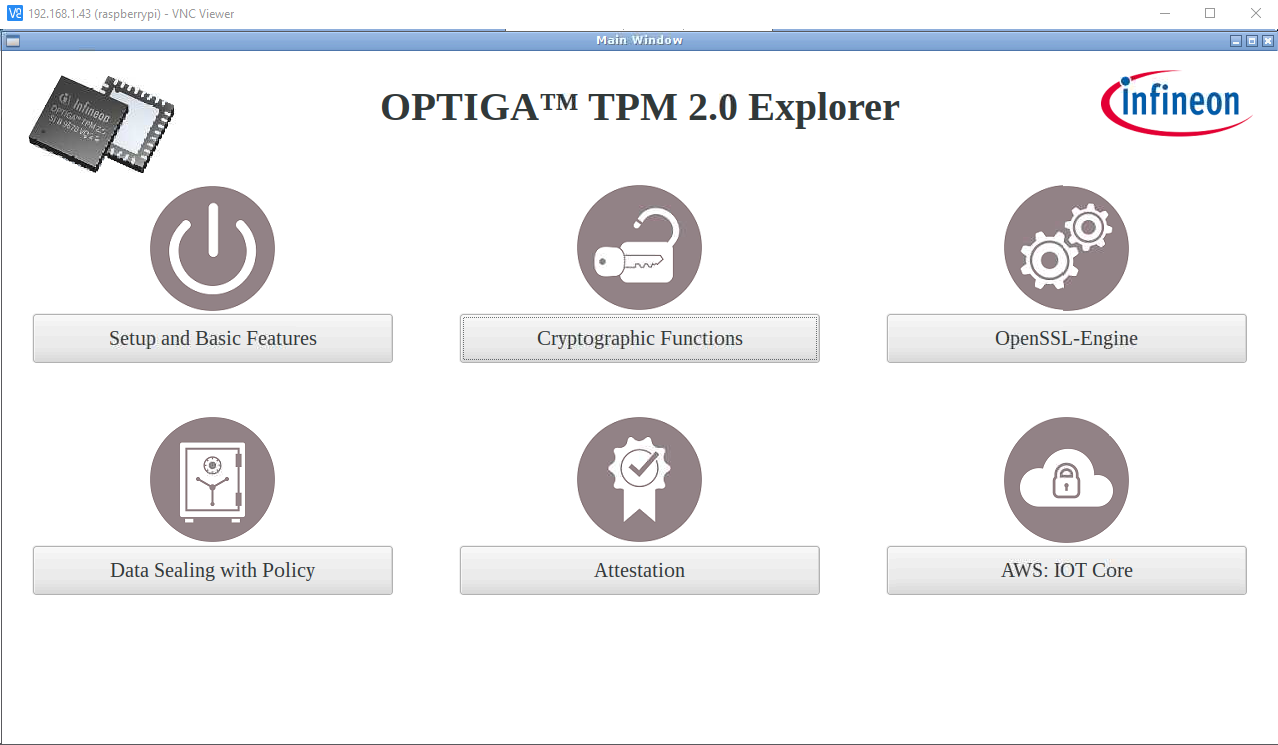 VS 192.168.1.43 (raspberrypi) - VNC Viewer
Main Window
infineon
OPTIGA™ TPM 2.0
SLB 9670 VQ2.0
OPTIGA™ TPM 2.0 Explorer
infineon
Setup and Basic Features
Cryptographic Functions
OpenSSL-Engine
Data Sealing with Policy
Attestation
AWS: IOT Core